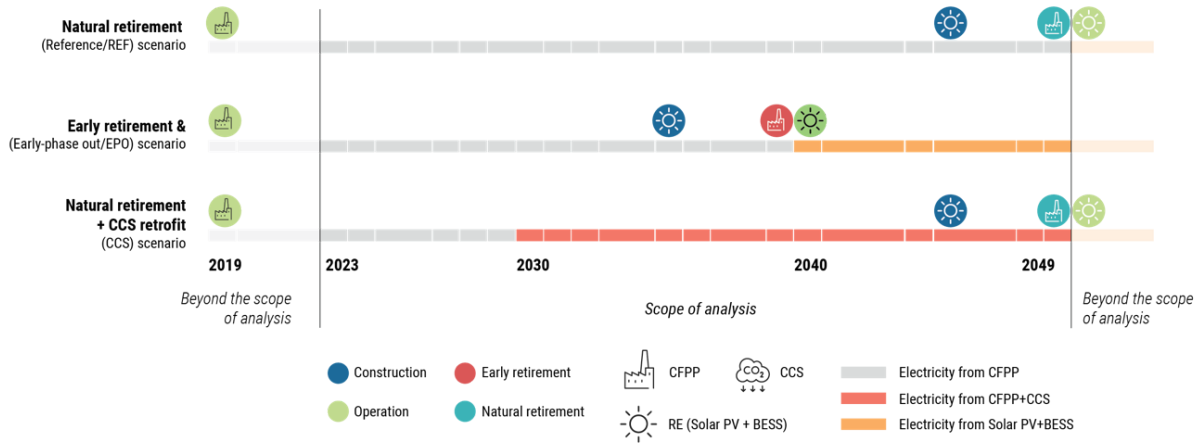 Natural retirement
(Reference/REF) scenario
Early retirement &
(Early-phase out/EPO) scenario
Natural retirement
+ CCS retrofit
(CCS) scenario
2019
2023
2030
2040
2049
Beyond the scope
of analysis
Scope of analysis
Beyond the scope
of analysis
Construction
Early retirement
CFPP
CO2
CCS
Electricity from CFPP
Electricity from CFPP+CCS
Operation
Natural retirement
RE (Solar PV + BESS)
Electricity from Solar PV+BESS